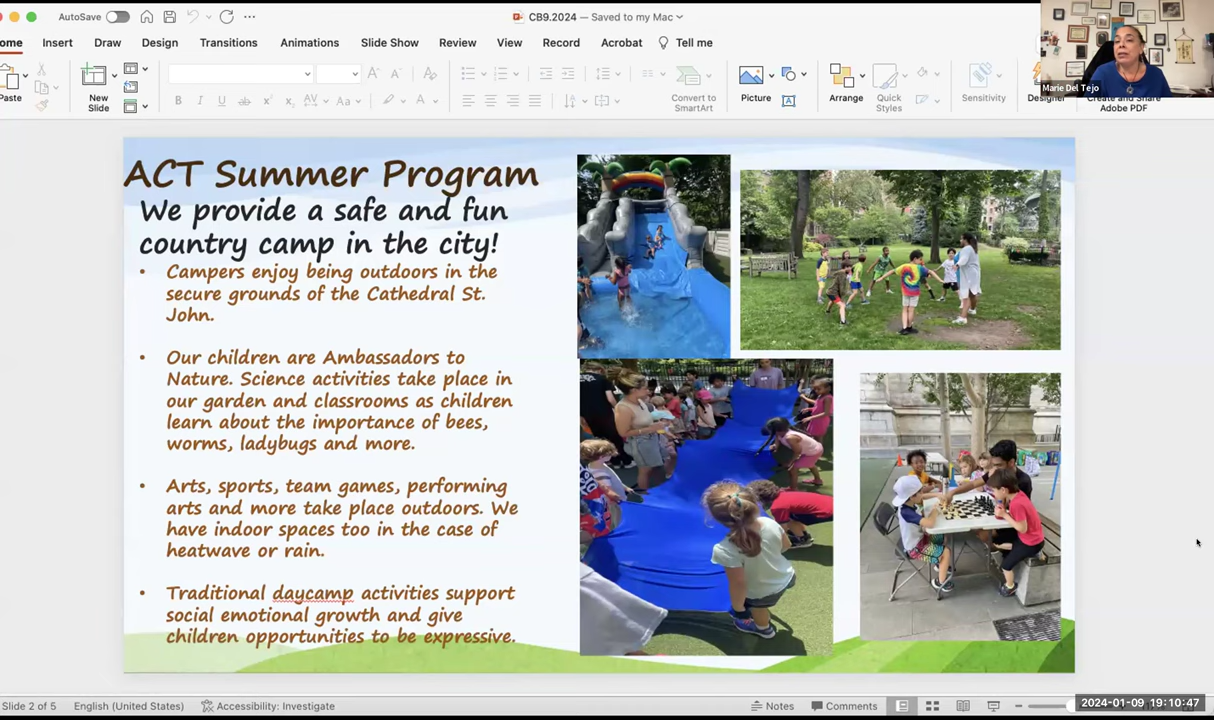 AutoSave
CB9.2024 — Saved to my Mac
ome
Insert
Draw
Design
Transitions
Animations
Slide Show
Review
View
Record
Acrobat
Tell me
Paste
New
Slide
B I U ab
AV
Aa
A
Convert to
SmartArt
Picture
Arrange
Quick
Styles
Sensitivity
Designer
Create and Share
Adobe PDF
Marie Del Tejo
ACT Summer Program
We provide a safe and fun
country camp in the city!
• Campers enjoy being outdoors in the
secure grounds of the Cathedral St.
John.
• Our children are Ambassadors to
Nature. Science activities take place in
our garden and classrooms as children
learn about the importance of bees,
worms, ladybugs and more.
• Arts, sports, team games, performing
arts and more take place outdoors. We
have indoor spaces too in the case of
heatwave or rain.
• Traditional daycamp activities support
social emotional growth and give
children opportunities to be expressive.
Slide 2 of 5
English (United States)
Accessibility: Investigate
Notes
Comments
2024-01-09 19:10:47